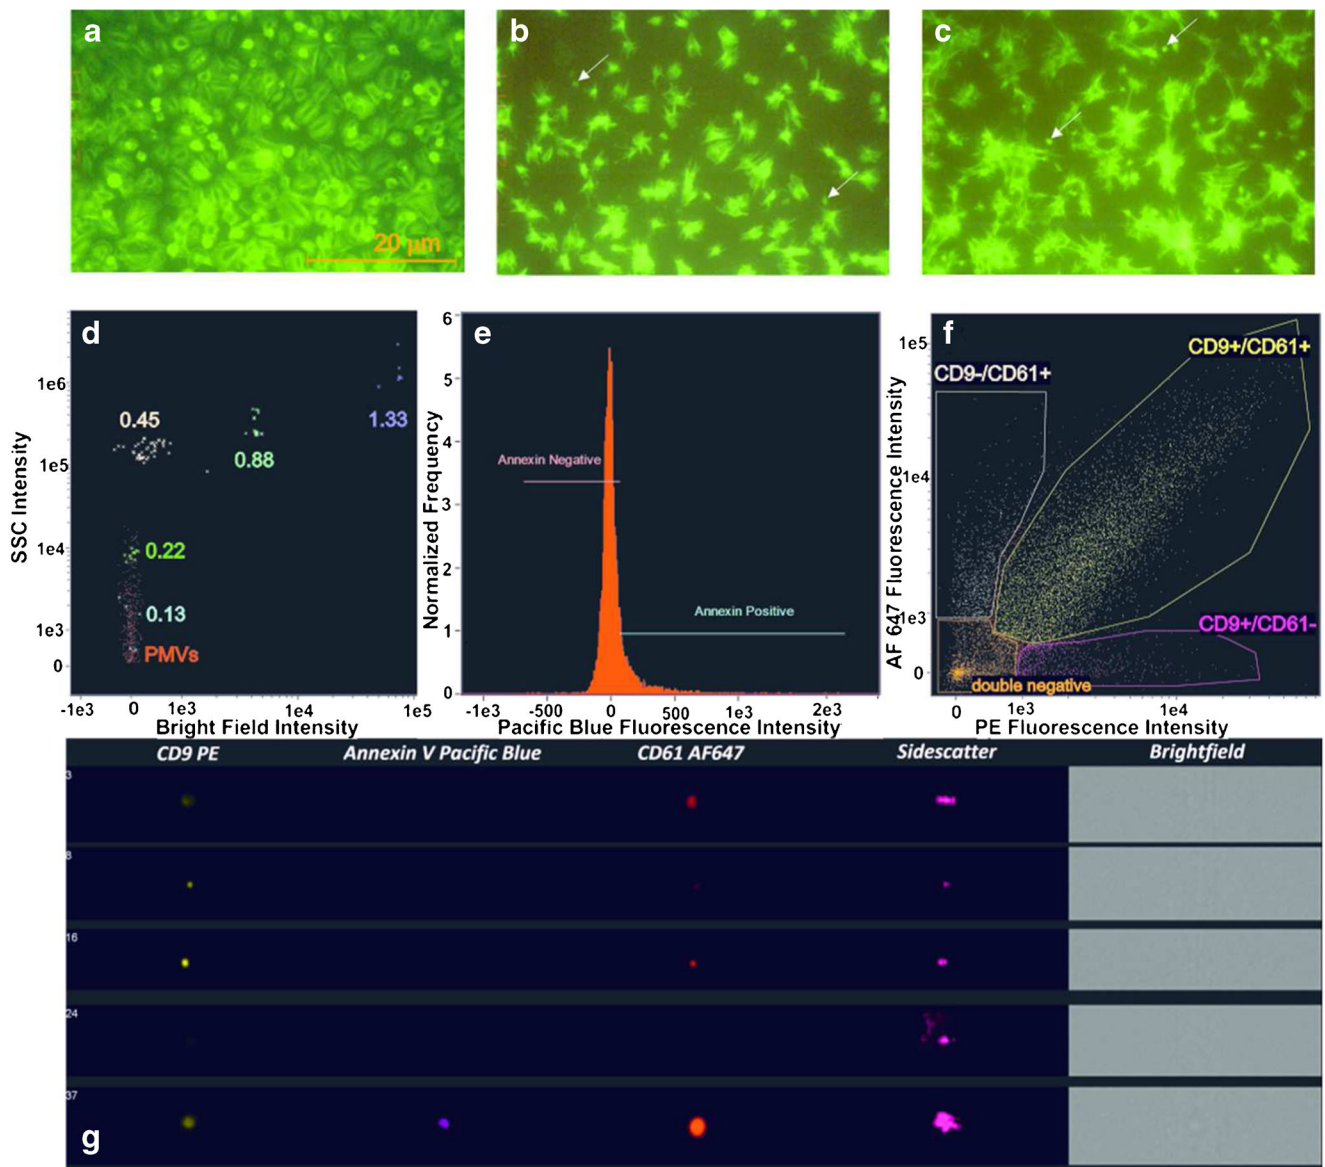 a
b
c
20 µm
d
SSC Intensity
1e6
1e5
1e4
1e3
0
0.45
0.88
1.33
0.22
0.13
PMVs
-1e3 0 1e3 1e4 1e5
Bright Field Intensity
e
Normalized Frequency
6
5
4
3
2
1
0
Annexin Negative
Annexin Positive
-1e3 -500 0 500 1e3 2e3
Pacific Blue Fluorescence Intensity
f
AF 647 Fluorescence Intensity
1e5
1e4
1e3
0
CD9+/CD61+
CD9-/CD61+
CD9+/CD61-
double negative
0 1e3 1e4
PE Fluorescence Intensity
CD9 PE Annexin V Pacific Blue CD61 AF647 Sidescatter Brightfield
3
8
16
24
37
g